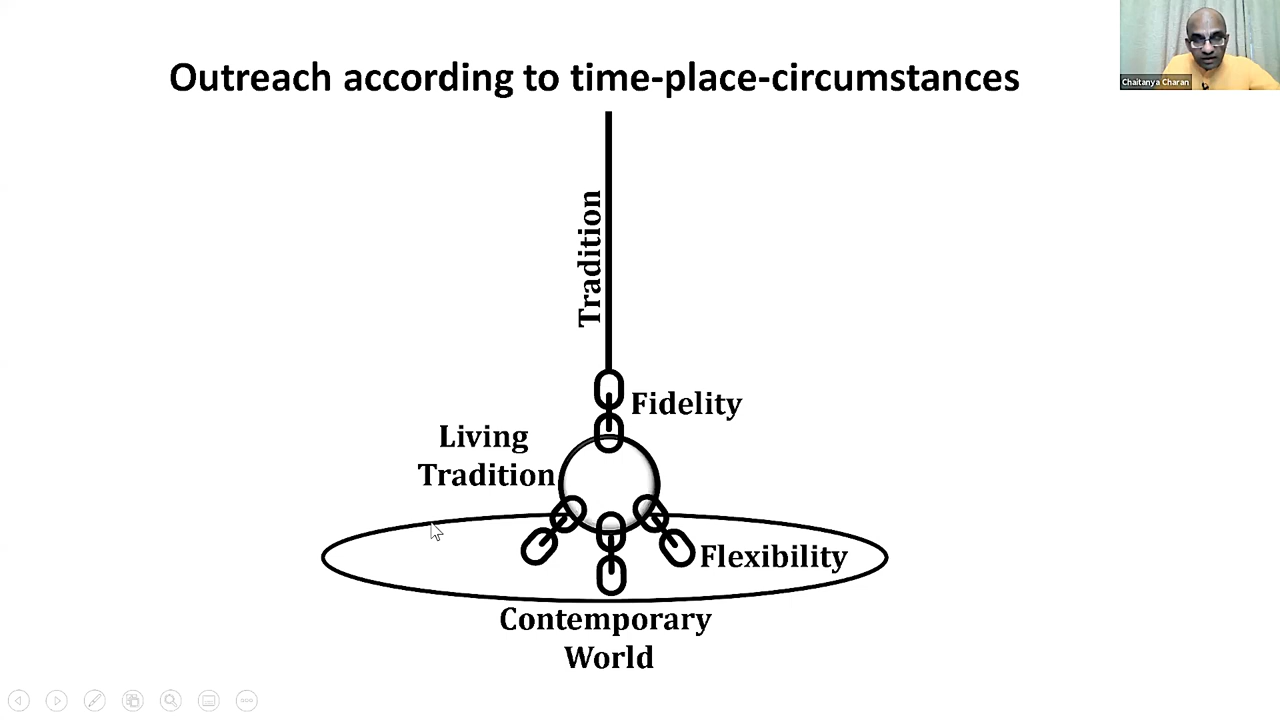 Outreach according to time-place-circumstances
Chaitanya Charan
Tradition
Fidelity
Living
Tradition
Flexibility
Contemporary
World